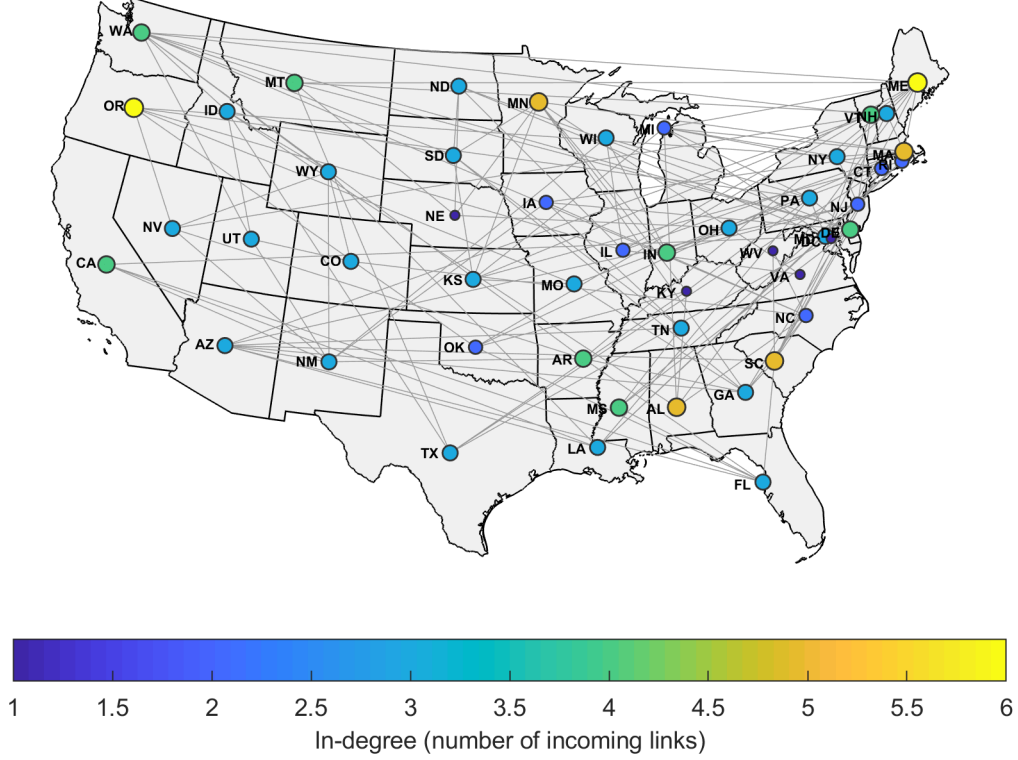 WA
MT
ND
MN
ME
OR
ID
VT
NH
WI
MI
SD
NY
MA
RI
CT
WY
PA
NJ
NE
IA
NV
UT
OH
DE
MD
DC
CA
CO
KS
MO
IL
IN
WV
VA
KY
NC
TN
AZ
NM
OK
AR
SC
GA
MS
AL
TX
LA
FL
1 1.5 2 2.5 3 3.5 4 4.5 5 5.5 6
In-degree (number of incoming links)